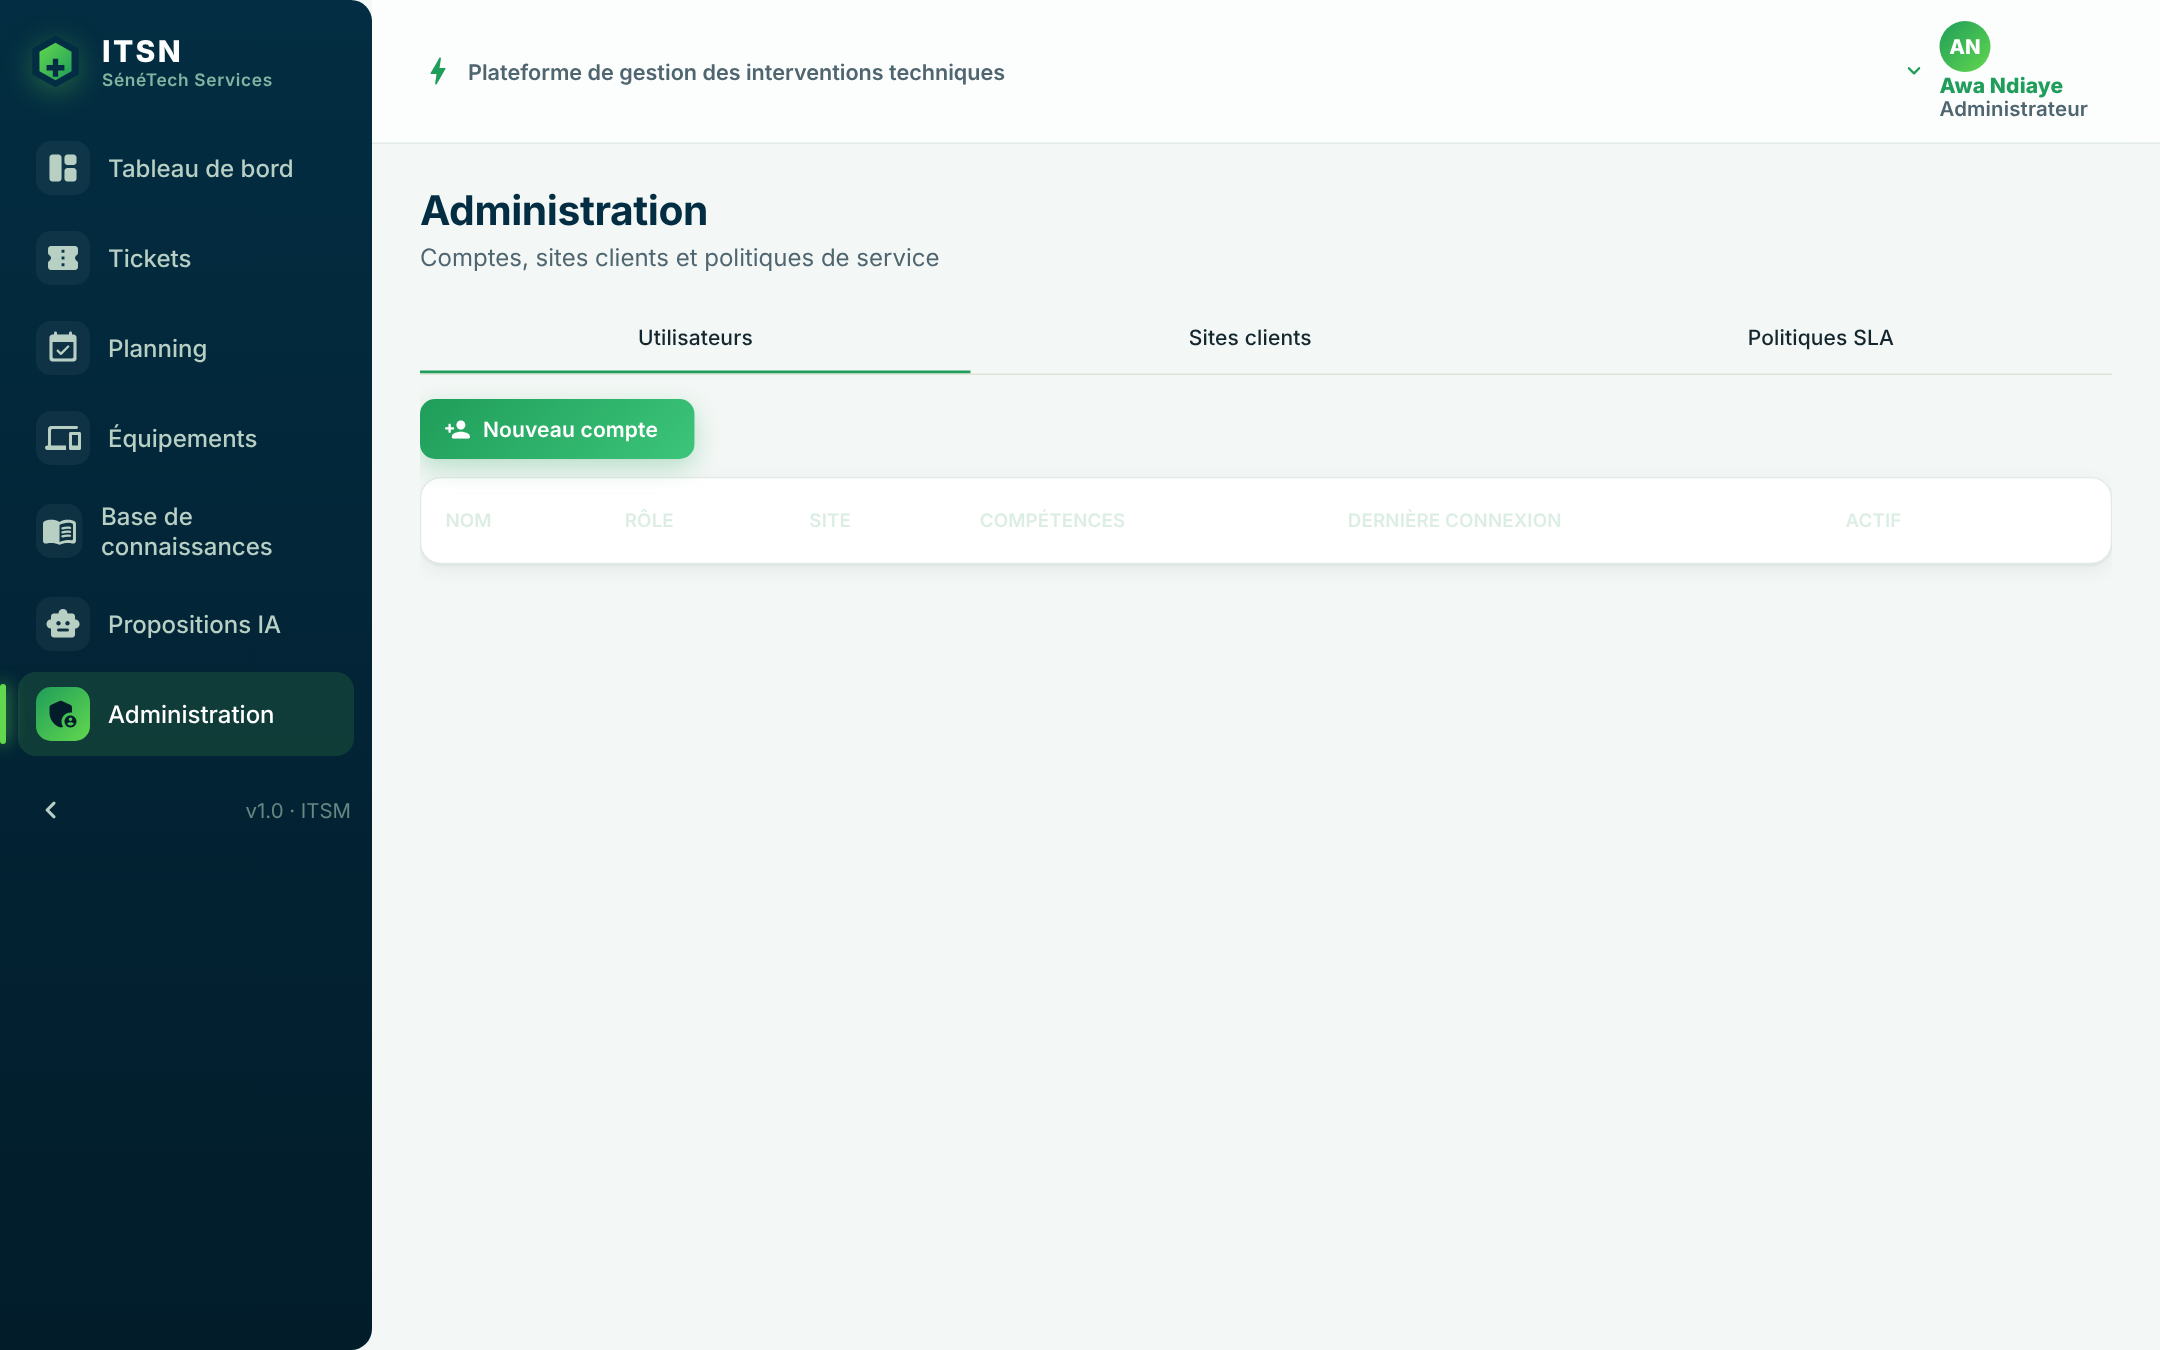 ITSN
SénéTech Services
Tableau de bord
Tickets
Planning
Équipements
Base de
connaissances
Propositions IA
Administration
v1.0 · ITSM
Plateforme de gestion des interventions techniques
AN
Awa Ndiaye
Administrateur
Administration
Comptes, sites clients et politiques de service
Utilisateurs
Sites clients
Politiques SLA
Nouveau compte
NOM
RÔLE
SITE
COMPÉTENCES
DERNIÈRE CONNEXION
ACTIF